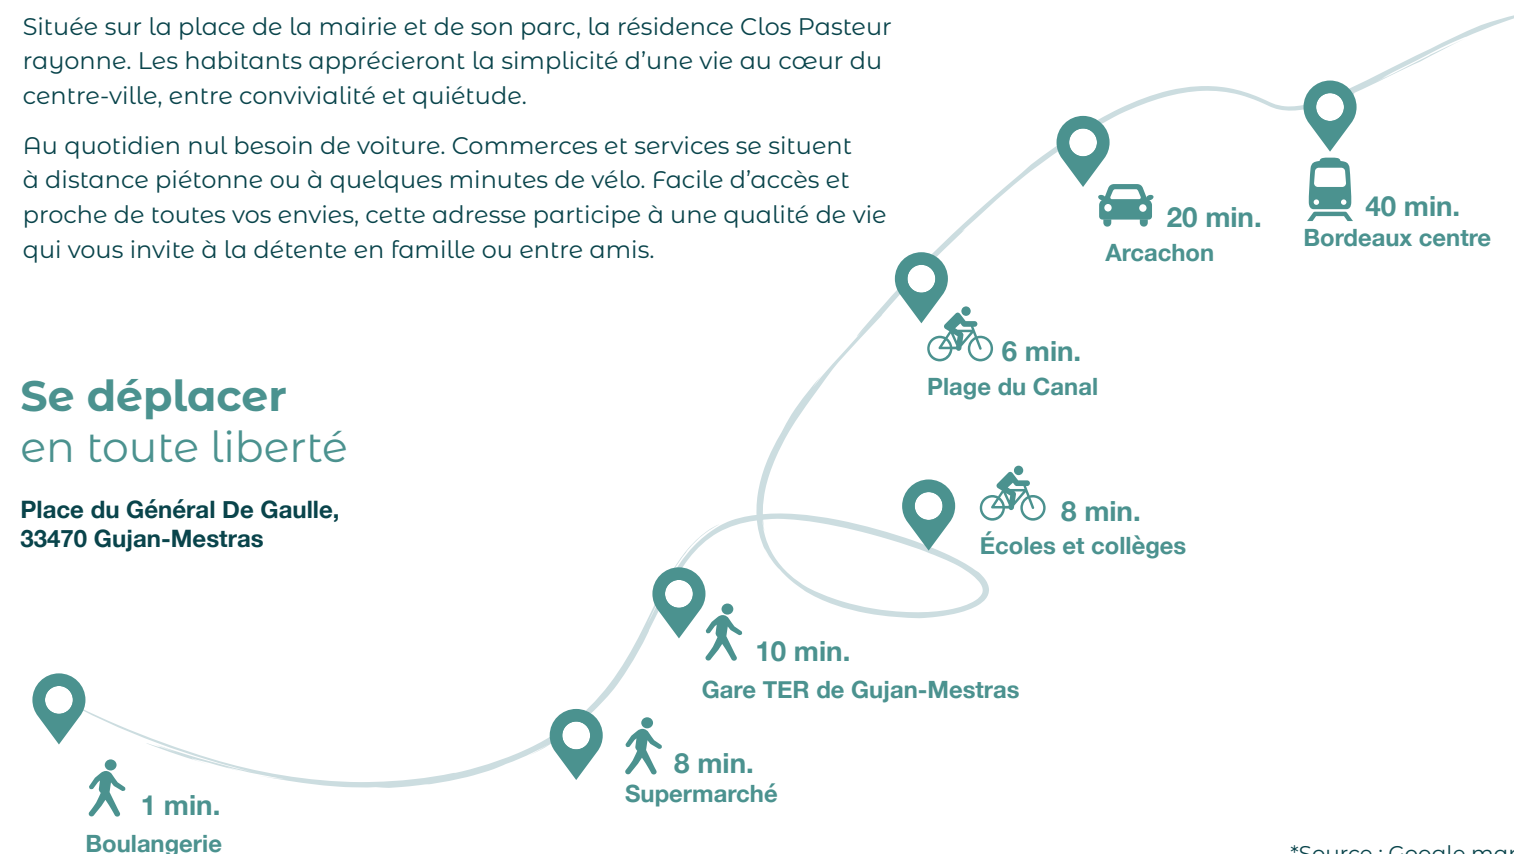 Située sur la place de la mairie et de son parc, la résidence Clos Pasteur
rayonne. Les habitants apprécieront la simplicité d’une vie au cœur du
centre-ville, entre convivialité et quiétude.
Au quotidien nul besoin de voiture. Commerces et services se situent
à distance piétonne ou à quelques minutes de vélo. Facile d’accès et
proche de toutes vos envies, cette adresse participe à une qualité de vie
qui vous invite à la détente en famille ou entre amis.
20 min.
Arcachon
40 min.
Bordeaux centre
6 min.
Plage du Canal
Se déplacer
en toute liberté
Place du Général De Gaulle,
33470 Gujan-Mestras
8 min.
Écoles et collèges
10 min.
Gare TER de Gujan-Mestras
8 min.
Supermarché
1 min.
Boulangerie
*Source : Google